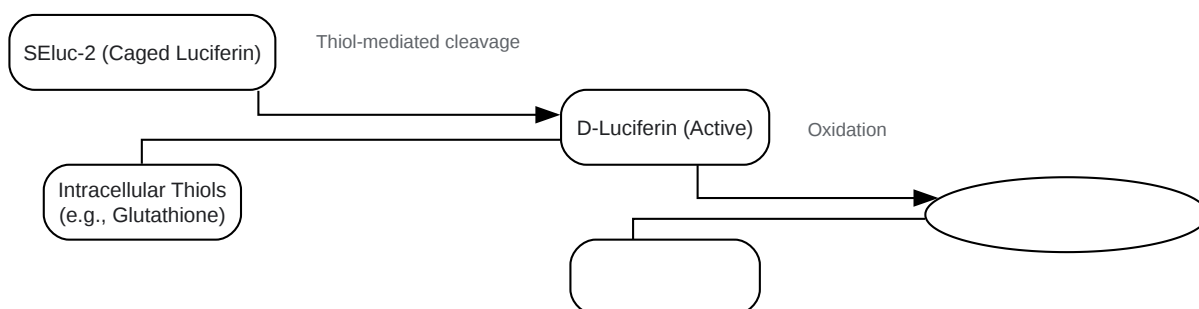 SEluc-2 (Caged Luciferin)
Thiol-mediated cleavage
D-Luciferin (Active)
Oxidation
Intracellular Thiols
(e.g., Glutathione)